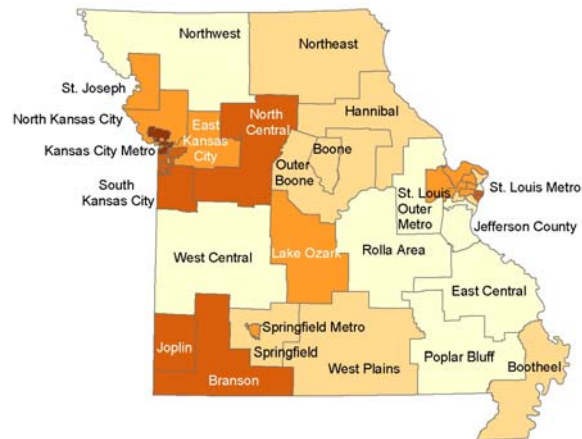 Northwest
Northeast
St. Joseph
Hannibal
North Kansas City
North
Central
East
Kansas
City
Boone
Kansas City Metro
Outer
Boone
South
Kansas City
St. Louis
Outer
Metro
St. Louis Metro
Jefferson County
West Central
Lake Ozark
Rolla Area
East Central
Springfield Metro
Joplin
Springfield
West Plains
Poplar Bluff
Bootheel
Branson